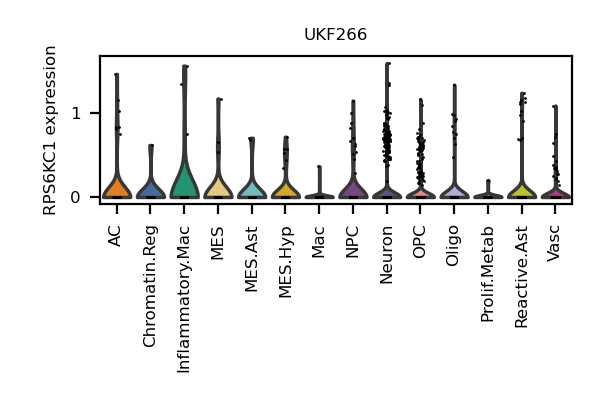 UKF266
RPS6KC1 expression
1
0
AC
Chromatin.Reg
Inflammatory.Mac
MES
MES.Ast
MES.Hyp
Mac
NPC
Neuron
OPC
Oligo
Prolif.Metab
Reactive.Ast
Vasc